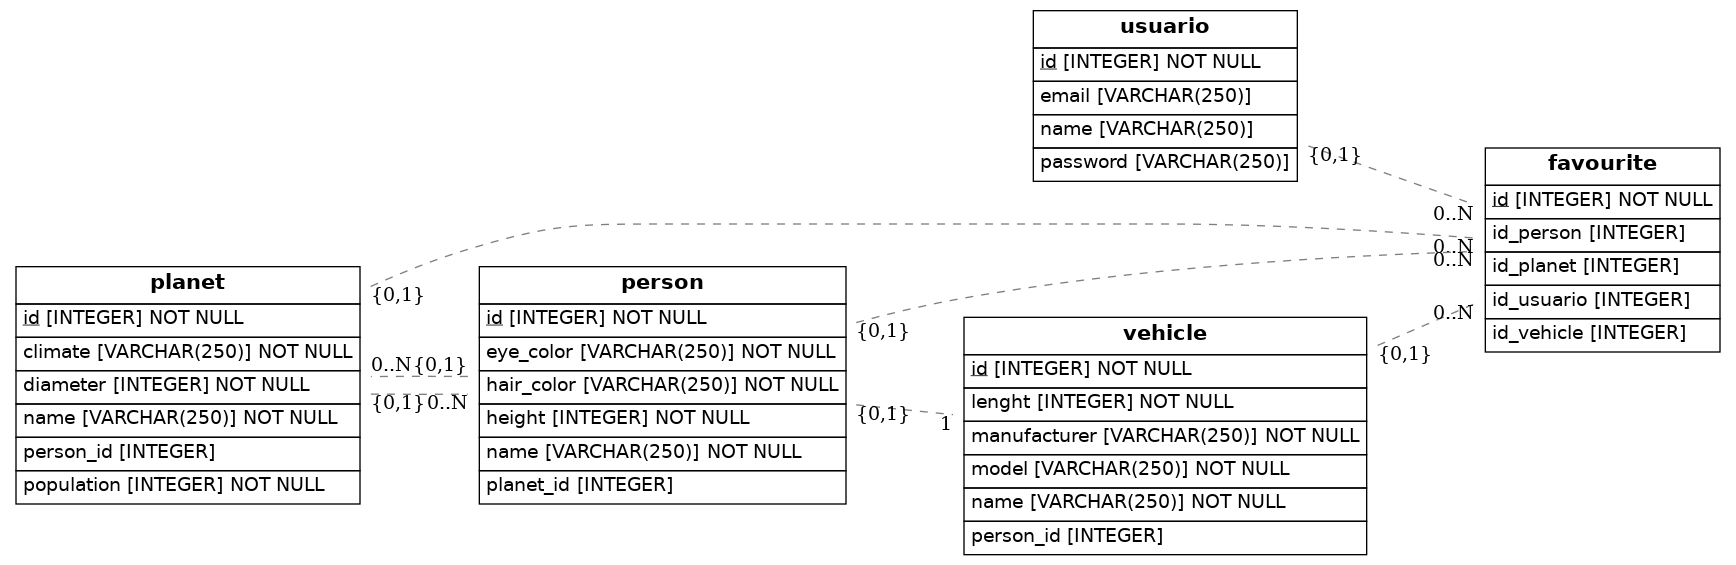 usuario
id [INTEGER] NOT NULL
email [VARCHAR(250)]
name [VARCHAR(250)]
password [VARCHAR(250)]
{0,1}
0..N
favourite
id [INTEGER] NOT NULL
id_person [INTEGER]
id_planet [INTEGER]
id_usuario [INTEGER]
id_vehicle [INTEGER]
0..N
0..N
0..N
{0,1}
planet
id [INTEGER] NOT NULL
climate [VARCHAR(250)] NOT NULL
diameter [INTEGER] NOT NULL
name [VARCHAR(250)] NOT NULL
person_id [INTEGER]
population [INTEGER] NOT NULL
{0,1}
0..N{0,1}
{0,1}0..N
person
id [INTEGER] NOT NULL
eye_color [VARCHAR(250)] NOT NULL
hair_color [VARCHAR(250)] NOT NULL
height [INTEGER] NOT NULL
name [VARCHAR(250)] NOT NULL
planet_id [INTEGER]
{0,1}
{0,1}
1
vehicle
id [INTEGER] NOT NULL
lenght [INTEGER] NOT NULL
manufacturer [VARCHAR(250)] NOT NULL
model [VARCHAR(250)] NOT NULL
name [VARCHAR(250)] NOT NULL
person_id [INTEGER]